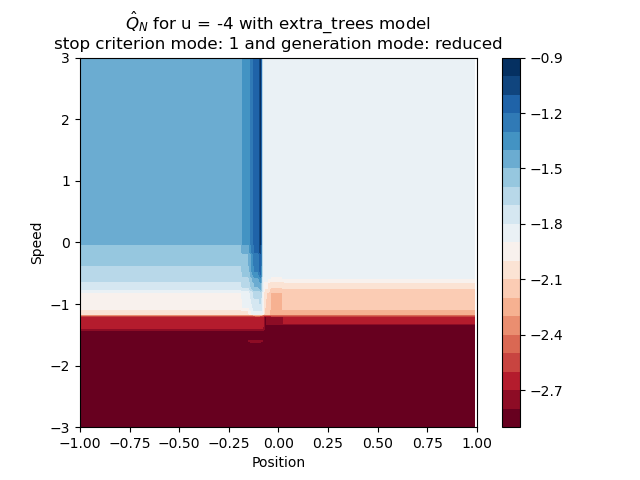 Q̂_N for u = -4 with extra_trees model
stop criterion mode: 1 and generation mode: reduced
3
2
1
0
−1
−2
−3
Speed
−1.00 −0.75 −0.50 −0.25 0.00 0.25 0.50 0.75 1.00
Position
−0.9
−1.2
−1.5
−1.8
−2.1
−2.4
−2.7